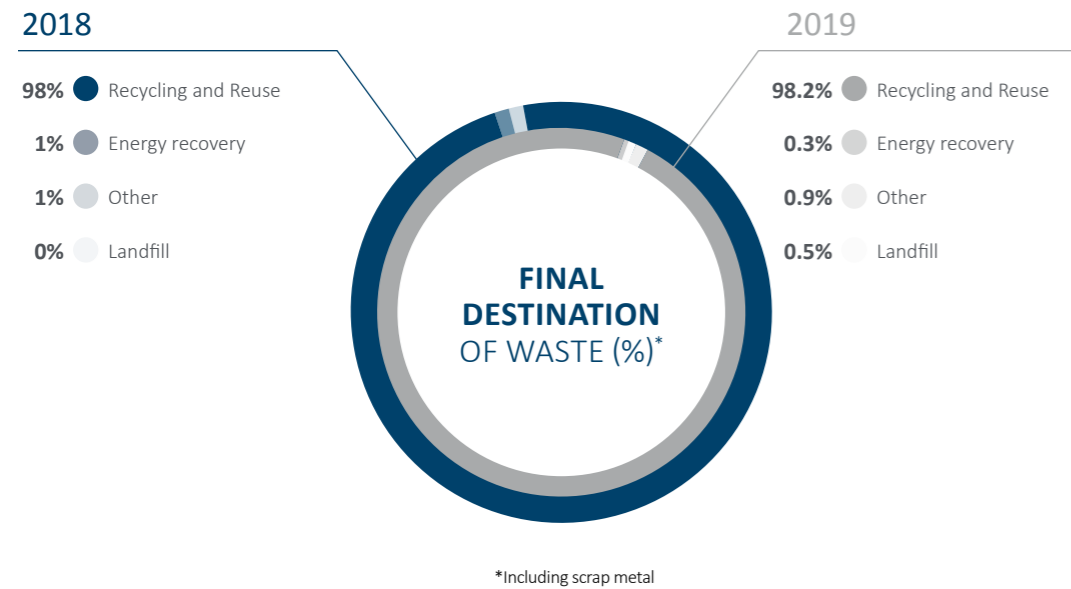 2018
98% Recycling and Reuse
1% Energy recovery
1% Other
0% Landfill
2019
98.2% Recycling and Reuse
0.3% Energy recovery
0.9% Other
0.5% Landfill
FINAL
DESTINATION
OF WASTE (%)*
*Including scrap metal